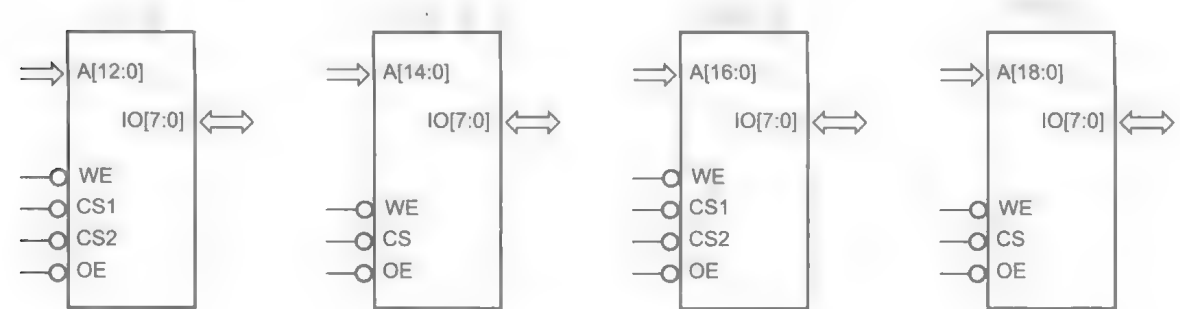 A[12:0]
IO[7:0]
WE
CS1
CS2
OE
A[14:0]
IO[7:0]
WE
CS
OE
A[16:0]
IO[7:0]
WE
CS1
CS2
OE
A[18:0]
IO[7:0]
WE
CS
OE